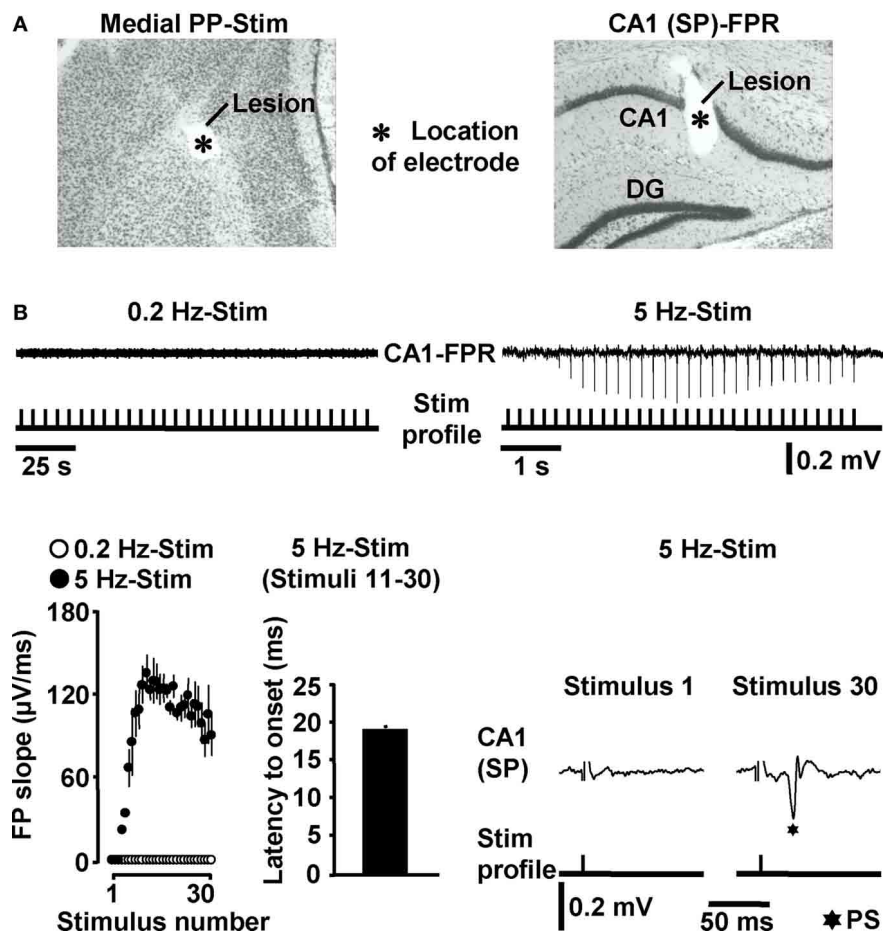 A
Medial PP-Stim
CA1 (SP)-FPR
Lesion
*
* Location
of electrode
Lesion
CA1
*
DG
B
0.2 Hz-Stim
5 Hz-Stim
CA1-FPR
Stim
profile
25 s
1 s
0.2 mV
0.2 Hz-Stim
5 Hz-Stim
FP slope (µV/ms)
180
120
60
0
1
30
Stimulus number
5 Hz-Stim
(Stimuli 11-30)
Latency to onset (ms)
25
20
15
10
5
0
5 Hz-Stim
Stimulus 1
Stimulus 30
CA1
(SP)
Stim
profile
0.2 mV
50 ms
✶PS